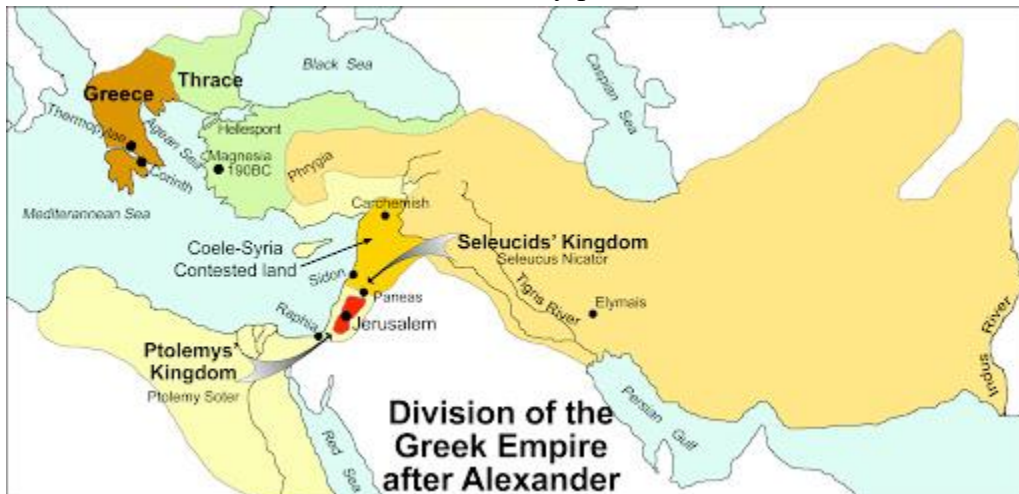 Black Sea
Caspian Sea
Thrace
Greece
Thermopylae
Agean Sea
Hellespont
Magnesia
190BC
Corinth
Phrygia
Mediterannean Sea
Carchemish
Coele-Syria
Contested land
Seleucids' Kingdom
Seleucus Nicator
Sidon
Paneas
Tigris River
Elymais
Raphia
Jerusalem
Indus River
Ptolemys'
Kingdom
Ptolemy Soter
Red Sea
Persian Gulf
Division of the
Greek Empire
after Alexander